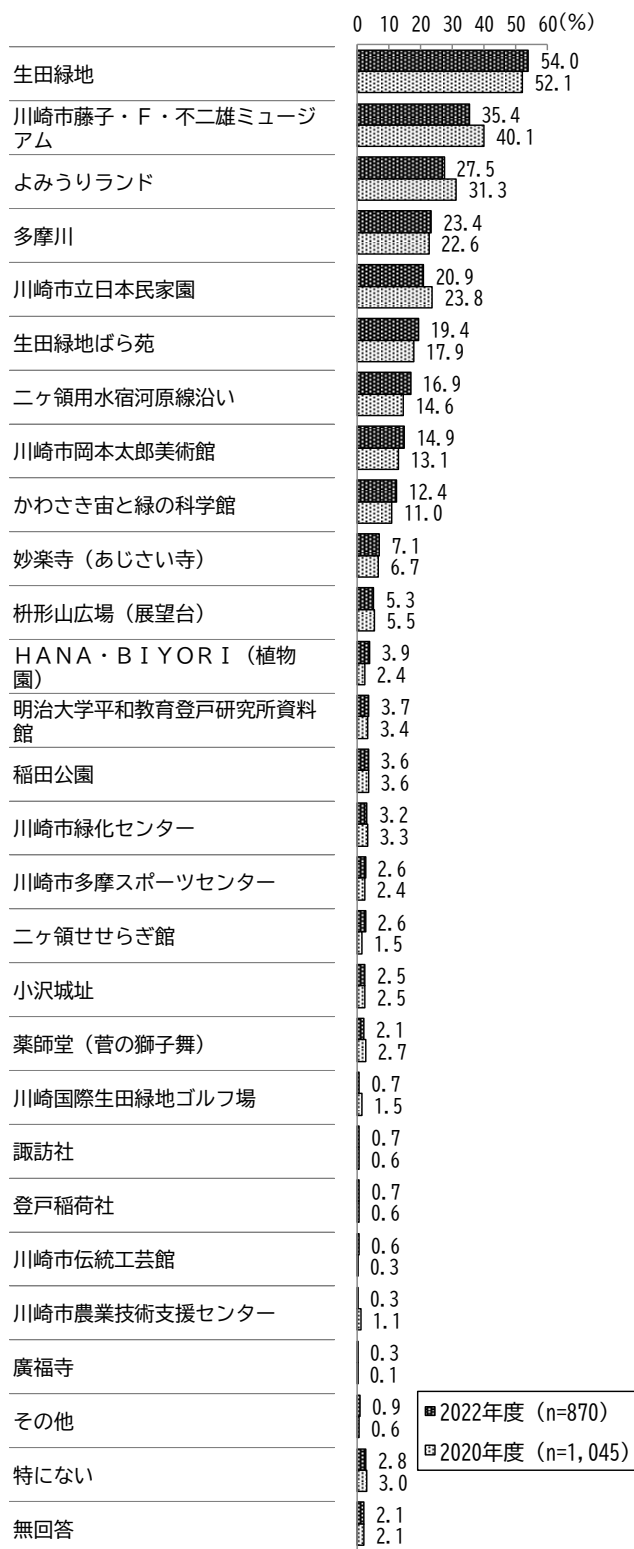 0 10 20 30 40 50 60(%)
生田緑地
54.0
52.1
川崎市藤子・Ｆ・不二雄ミュージ
アム
35.4
40.1
よみうりランド
27.5
31.3
多摩川
23.4
22.6
川崎市立日本民家園
20.9
23.8
生田緑地ばら苑
19.4
17.9
二ヶ領用水宿河原線沿い
16.9
14.6
川崎市岡本太郎美術館
14.9
13.1
かわさき宙と緑の科学館
12.4
11.0
妙楽寺（あじさい寺）
7.1
6.7
枡形山広場（展望台）
5.3
5.5
ＨＡＮＡ・ＢＩＹＯＲＩ（植物
園）
3.9
2.4
明治大学平和教育登戸研究所資料
館
3.7
3.4
稲田公園
3.6
3.6
川崎市緑化センター
3.2
3.3
川崎市多摩スポーツセンター
2.6
2.4
二ヶ領せせらぎ館
2.6
1.5
小沢城址
2.5
2.5
薬師堂（菅の獅子舞）
2.1
2.7
川崎国際生田緑地ゴルフ場
0.7
1.5
諏訪社
0.7
0.6
登戸稲荷社
0.7
0.6
川崎市伝統工芸館
0.6
0.3
川崎市農業技術支援センター
0.3
1.1
廣福寺
0.3
0.1
その他
0.9
0.6
特にない
2.8
3.0
無回答
2.1
2.1
2022年度（n=870）
2020年度（n=1,045）